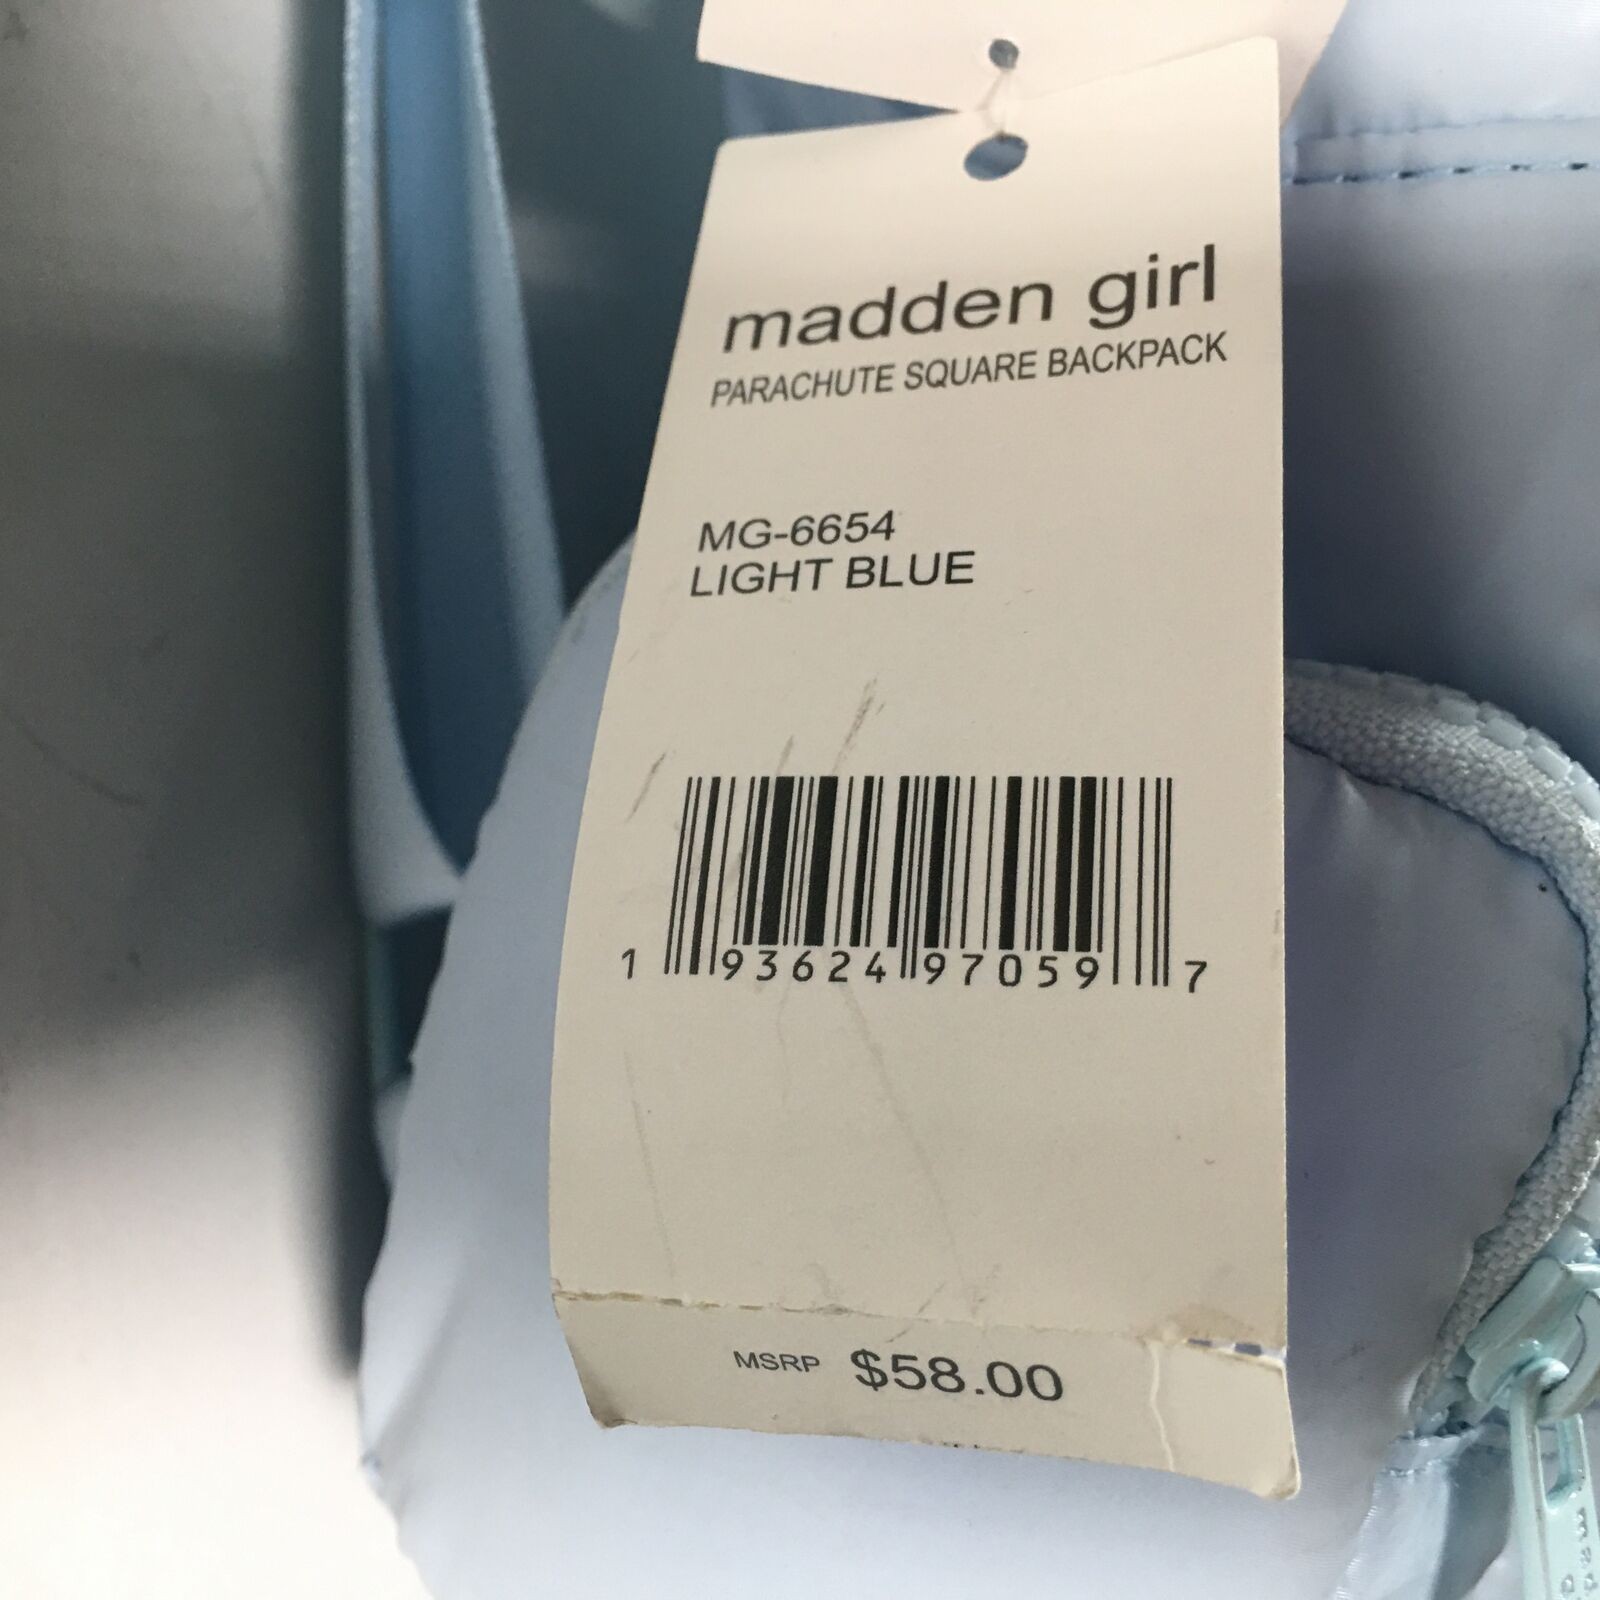 madden girl
PARACHUTE SQUARE BACKPACK
MG-6654
LIGHT BLUE
1 93624 97059 7
MSRP $58.00